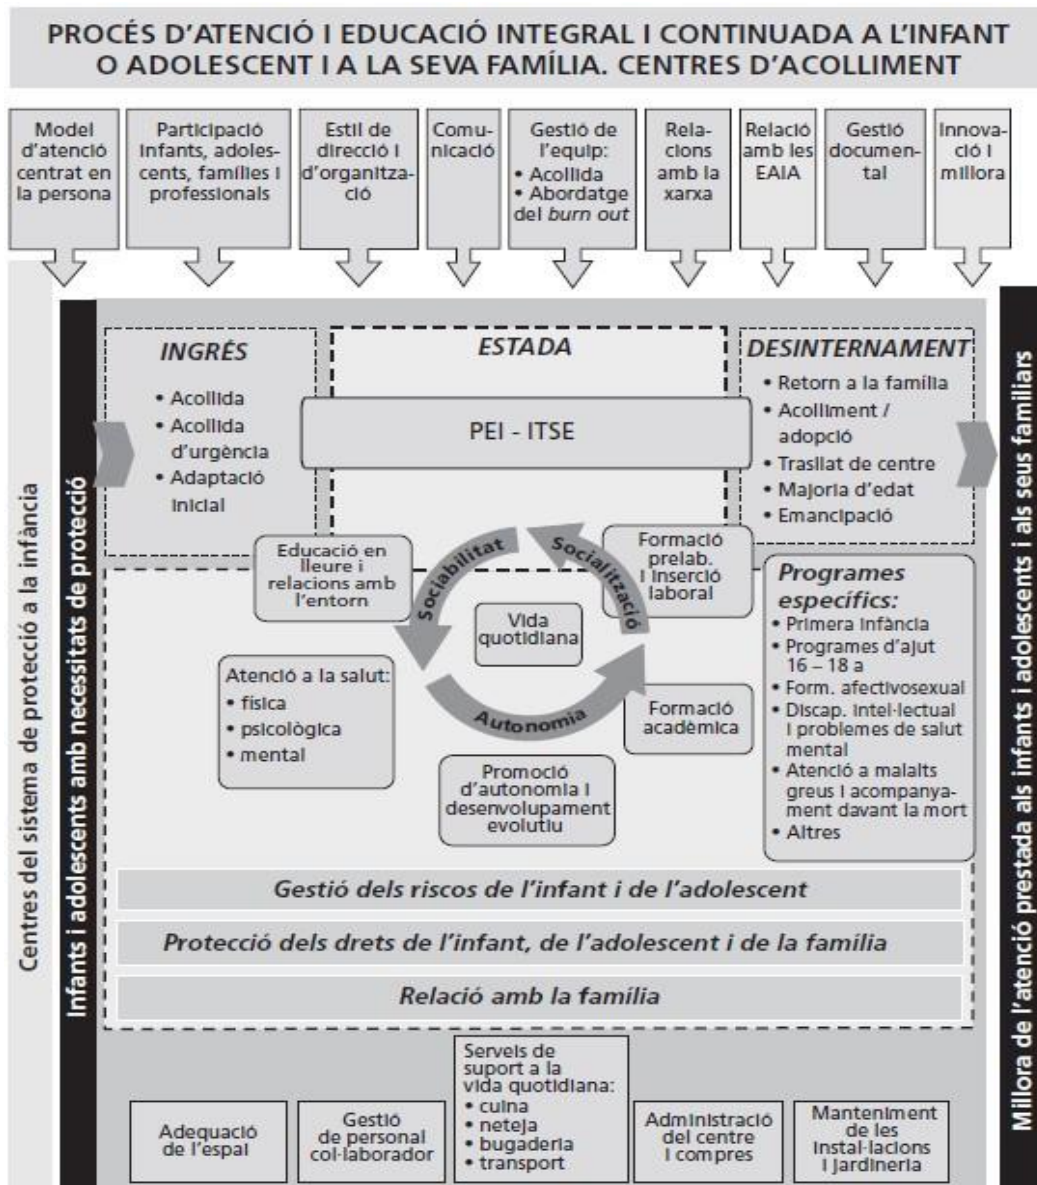 PROCÉS D'ATENCIÓ I EDUCACIÓ INTEGRAL I CONTINUADA A L'INFANT
O ADOLESCENT I A LA SEVA FAMÍLIA. CENTRES D'ACOLLIMENT
Model
d'atenció
centrat en
la persona
Participació
infants, adoles-
cents, famílies i
professionals
Estil de
direcció i
d'organitza-
ció
Comu-
nicació
Gestió de
l'equip:
• Acollida
• Abordatge
del burn out
Rela-
cions
amb la
xarxa
Relació
amb les
EAIA
Gestió
documen-
tal
Innova-
ció i
millora
Centres del sistema de protecció a la infància
Infants i adolescents amb necessitats de protecció
INGRÉS
• Acollida
• Acollida
d'urgència
• Adaptació
inicial
ESTADA
PEI - ITSE
DESINTERNAMENT
• Retorn a la família
• Acolliment /
adopció
• Trasllat de centre
• Majoria d'edat
• Emancipació
Educació en
lleure i
relacions amb
l'entorn
Sociabilitat
Socialització
Autonomia
Vida
quotidiana
Formació
prelab.
i inserció
laboral
Atenció a la salut:
• física
• psicològica
• mental
Formació
acadèmica
Promoció
d'autonomia i
desenvolupament
evolutiu
Programes
específics:
• Primera infància
• Programes d'ajut
16 – 18 a
• Form. afectivosexual
• Discap. intel·lectual
i problemes de salut
mental
• Atenció a malalts
greus i acompanya-
ment davant la mort
• Altres
Gestió dels riscos de l'infant i de l'adolescent
Protecció dels drets de l'infant, de l'adolescent i de la família
Relació amb la família
Adequació
de l'espai
Gestió
de personal
col·laborador
Serveis de
suport a la
vida quotidiana:
• cuina
• neteja
• bugaderia
• transport
Administració
del centre
i compres
Manteniment
de les
instal·lacions
i jardineria
Millora de l'atenció prestada als infants i adolescents i als seus familiars